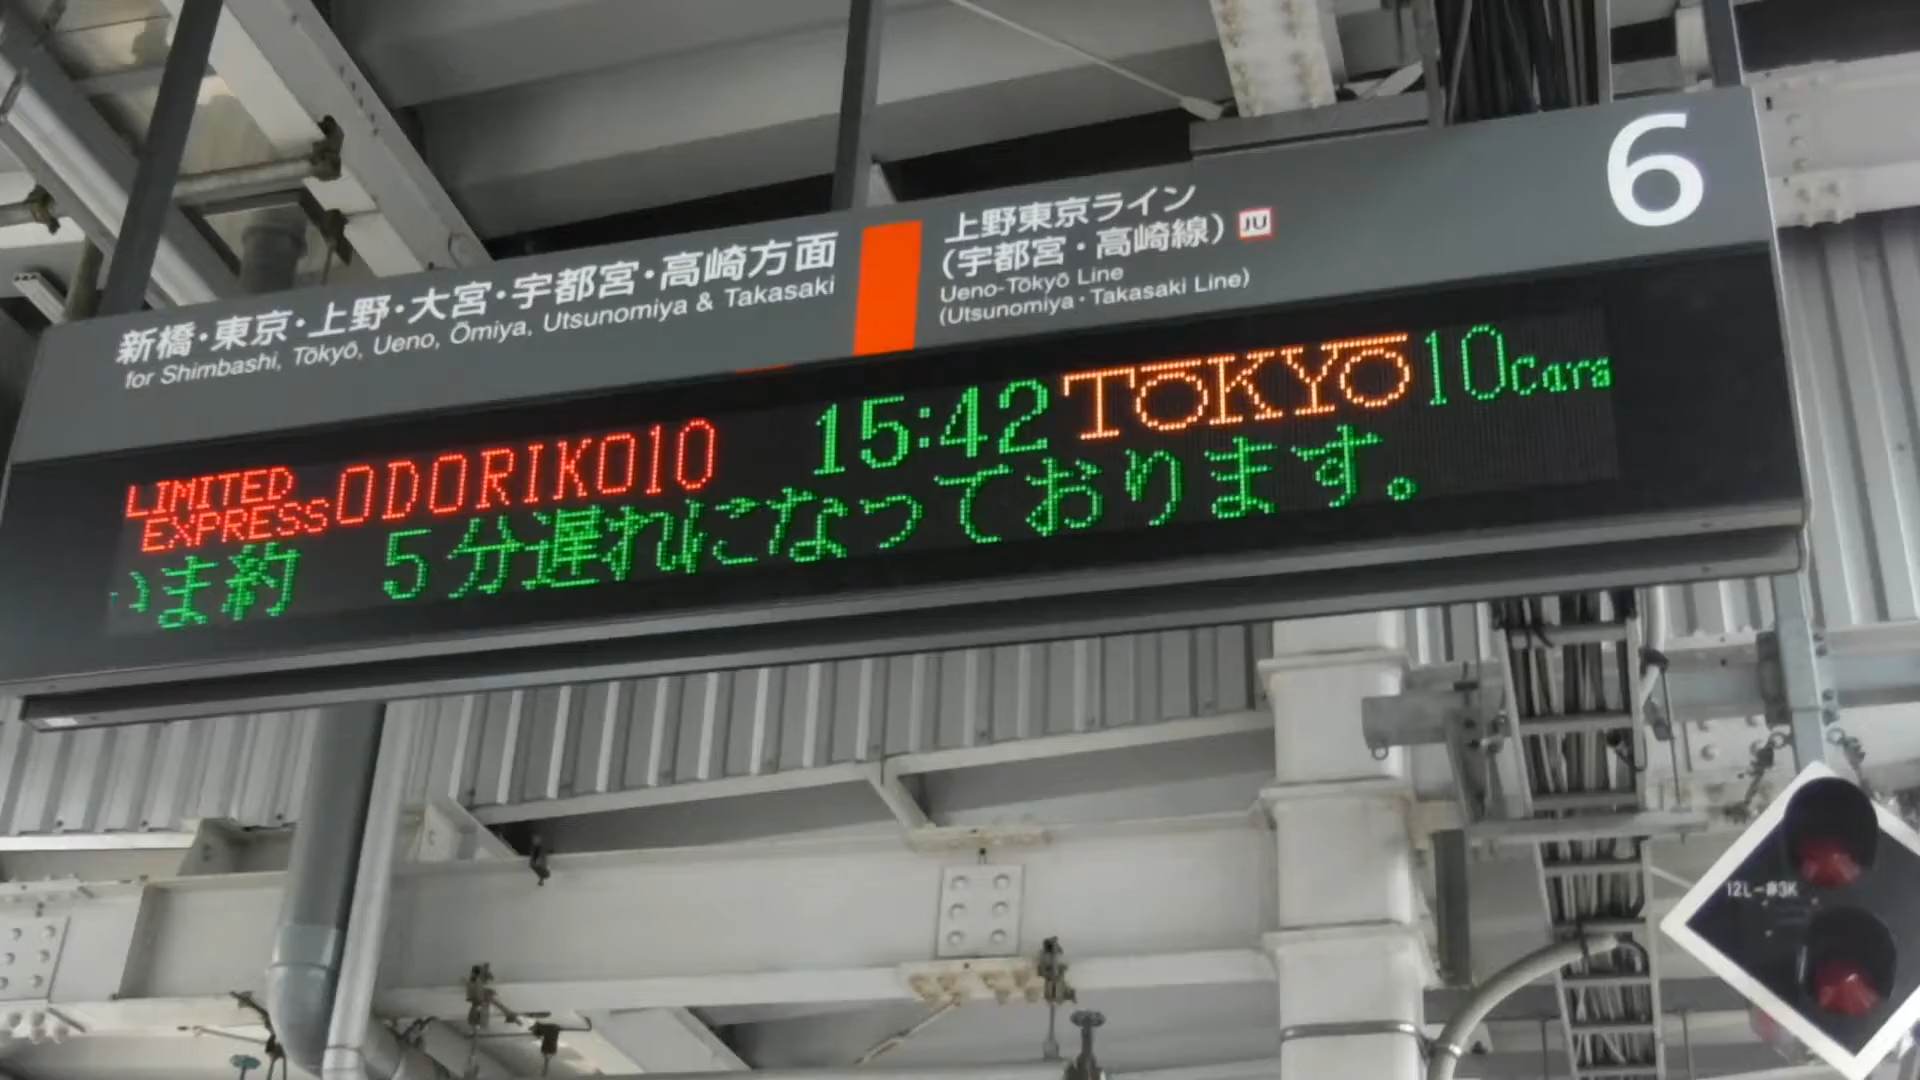 新橋・東京・上野・大宮・宇都宮・高崎方面
for Shimbashi, Tōkyō, Ueno, Ōmiya, Utsunomiya & Takasaki
上野東京ライン
(宇都宮・高崎線) JU
Ueno-Tōkyō Line
(Utsunomiya・Takasaki Line)
6
LIMITED EXPRESS ODORIKO10 15:42 TŌKYŌ 10Cars
いま約 5分遅れになっております。
12L-#3K